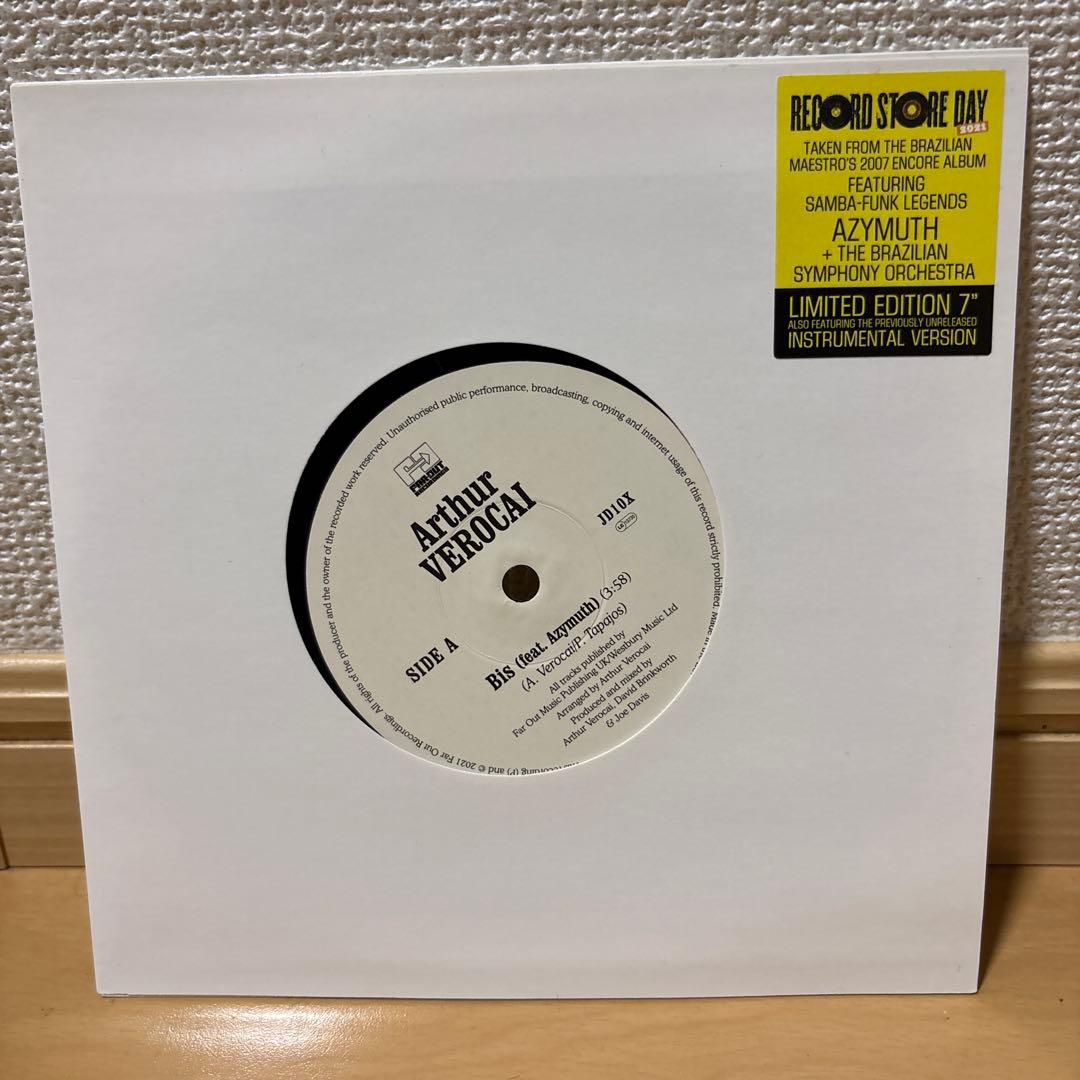 RECORD STORE DAY
2021
TAKEN FROM THE BRAZILIAN
MAESTRO'S 2007 ENCORE ALBUM
FEATURING
SAMBA-FUNK LEGENDS
AZYMUTH
+ THE BRAZILIAN
SYMPHONY ORCHESTRA
LIMITED EDITION 7"
ALSO FEATURING THE PREVIOUSLY UNRELEASED
INSTRUMENTAL VERSION
FAROUT
Arthur
VEROCAI
JD10X
SIDE A
Bis (feat. Azymuth) (3:58)
(A. Verocai/P. Tapajos)
All tracks published by
Far Out Music Publishing UK/Westbury Music Ltd
Arranged by Arthur Verocai
Produced and mixed by
Arthur Verocai, David Brinkworth
& Joe Davis
recording (P) and © 2021 Far Out Recordings. All rights of the producer and the owner of the recorded work reserved. Unauthorised public performance, broadcasting, copying and internet usage of this record strictly prohibited. Made